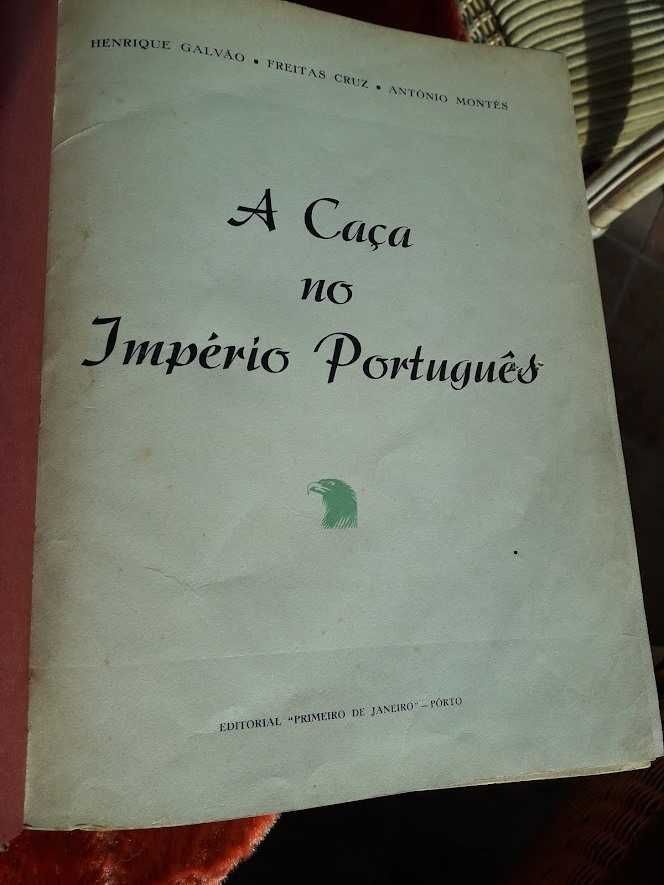 HENRIQUE GALVÃO • FREITAS CRUZ • ANTÓNIO MONTÊS
A Caça
no
Império Português
EDITORIAL "PRIMEIRO DE JANEIRO" — PÔRTO